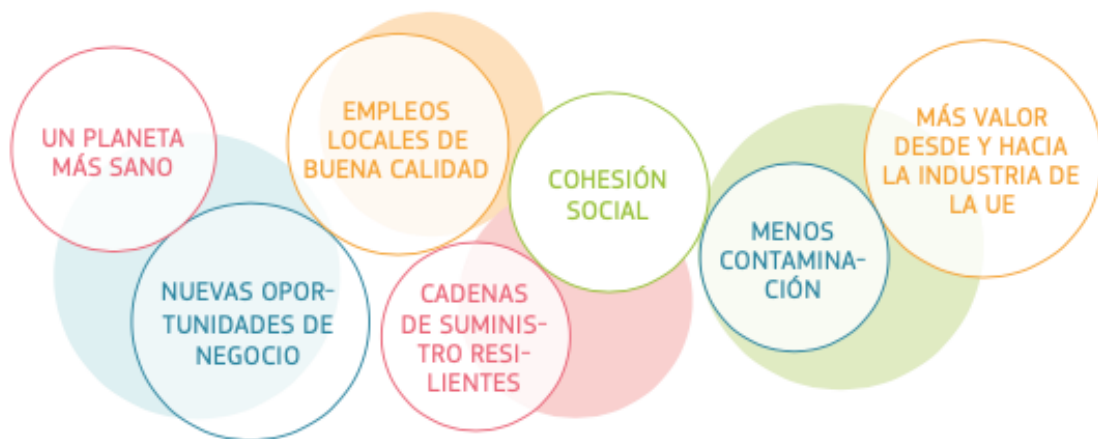 UN PLANETA
MÁS SANO
NUEVAS OPOR-
TUNIDADES DE
NEGOCIO
EMPLEOS
LOCALES DE
BUENA CALIDAD
CADENAS
DE SUMINIS-
TRO RESI-
LIENTES
COHESIÓN
SOCIAL
MENOS
CONTAMINA-
CIÓN
MÁS VALOR
DESDE Y HACIA
LA INDUSTRIA DE
LA UE